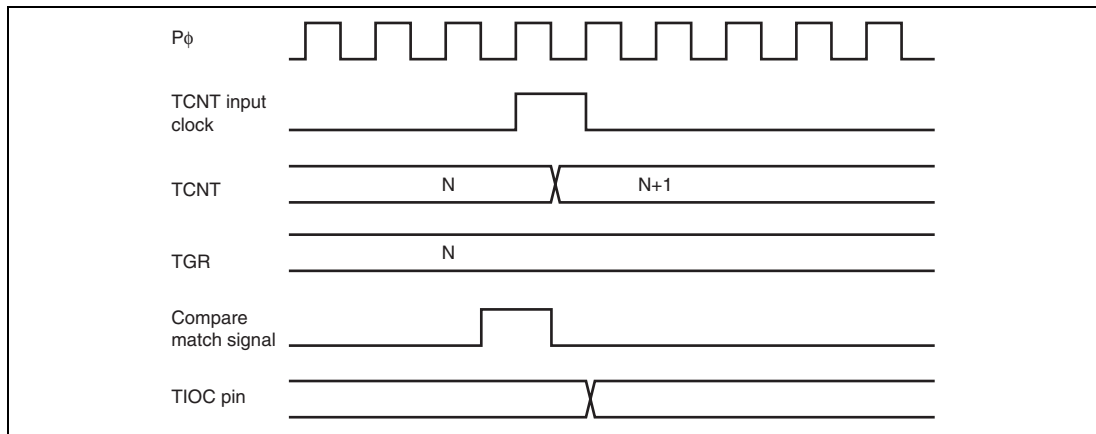 Pϕ
TCNT input
clock
TCNT
N
N+1
TGR
N
Compare
match signal
TIOC pin